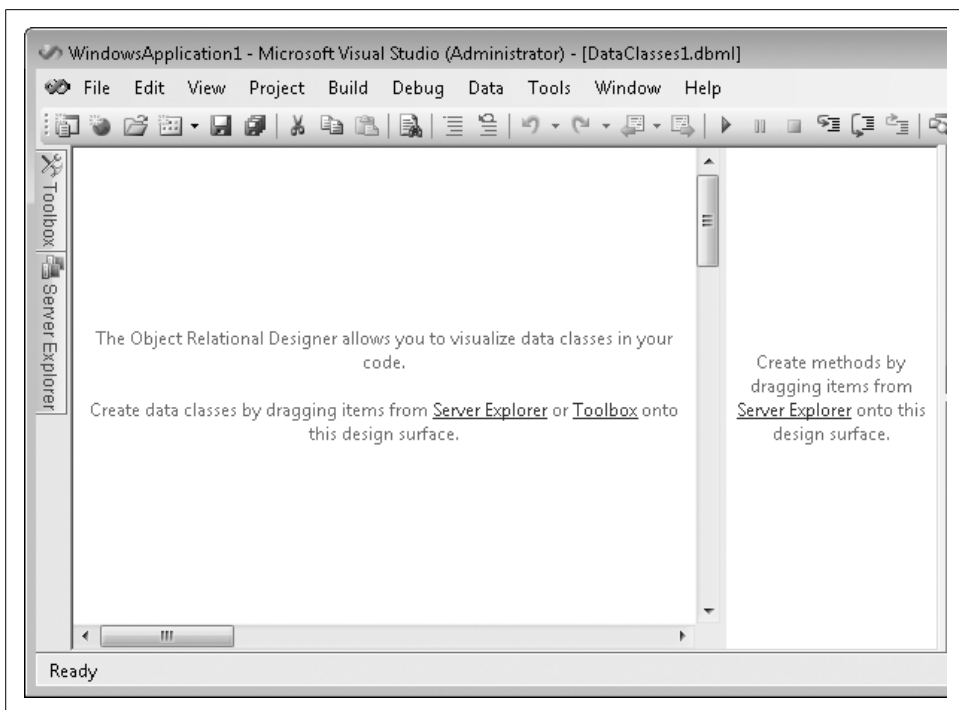 WindowsApplication1 - Microsoft Visual Studio (Administrator) - [DataClasses1.dbml]
File Edit View Project Build Debug Data Tools Window Help
Toolbox
Server Explorer
The Object Relational Designer allows you to visualize data classes in your
code.
Create data classes by dragging items from Server Explorer or Toolbox onto
this design surface.
Create methods by
dragging items from
Server Explorer onto this
design surface.
Ready